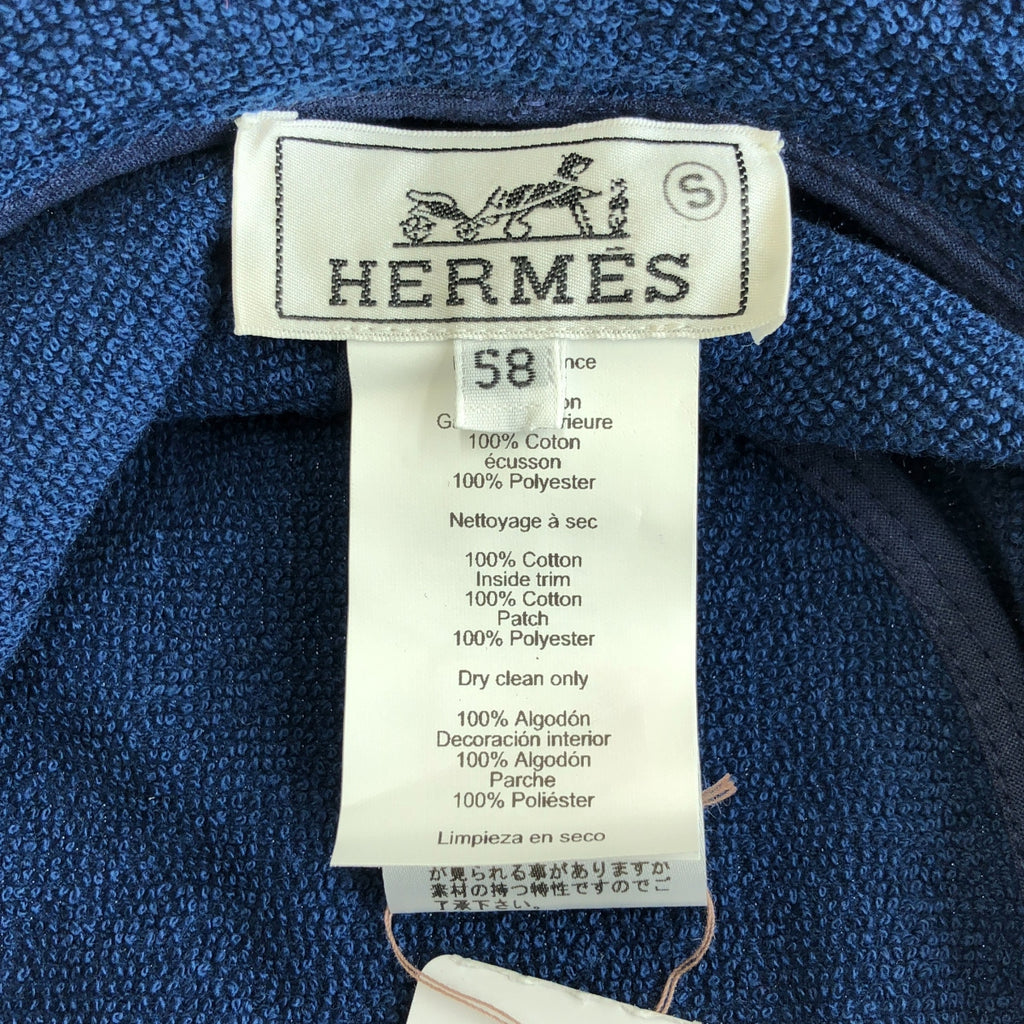 S
HERMÈS
58
100% Coton
écusson
100% Polyester
Nettoyage à sec
100% Cotton
Inside trim
100% Cotton
Patch
100% Polyester
Dry clean only
100% Algodón
Decoración interior
100% Algodón
Parche
100% Poliéster
Limpieza en seco
が見られる事がありますが
素材の持つ特性ですのでご
了承下さい。